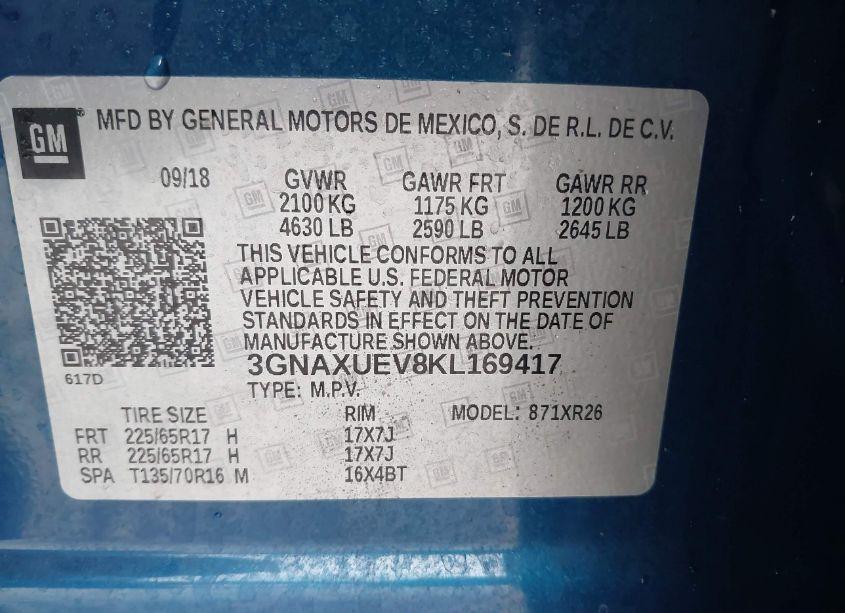 GM
MFD BY GENERAL MOTORS DE MEXICO, S. DE R.L. DE C.V.
09/18 GVWR GAWR FRT GAWR RR
2100 KG 1175 KG 1200 KG
4630 LB 2590 LB 2645 LB
THIS VEHICLE CONFORMS TO ALL
APPLICABLE U.S. FEDERAL MOTOR
VEHICLE SAFETY AND THEFT PREVENTION
STANDARDS IN EFFECT ON THE DATE OF
MANUFACTURE SHOWN ABOVE.
3GNAXUEV8KL169417
617D
TYPE: M.P.V.
TIRE SIZE RIM MODEL: 871XR26
FRT 225/65R17 H 17X7J
RR 225/65R17 H 17X7J
SPA T135/70R16 M 16X4BT